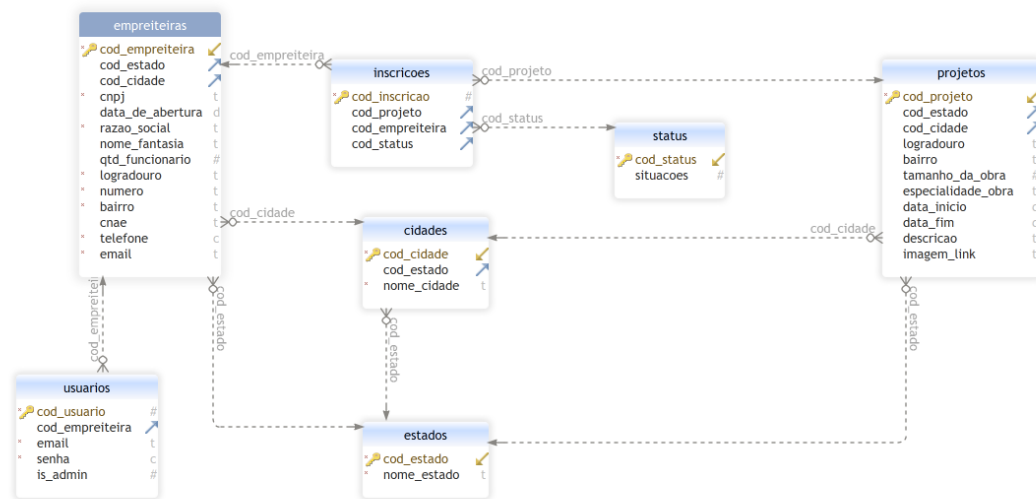 empreiteiras
cod_empreiteira
cod_estado
cod_cidade
cnpj t
data_de_abertura d
razao_social t
nome_fantasia t
qtd_funcionario #
logradouro t
numero t
bairro t
cnae t
telefone c
email t
cod_empreiteira
inscricoes
cod_inscricao #
cod_projeto
cod_empreiteira
cod_status
cod_projeto
cod_status
status
cod_status
situacoes #
projetos
cod_projeto
cod_estado
cod_cidade
logradouro t
bairro t
tamanho_da_obra #
especialidade_obra t
data_inicio d
data_fim d
descricao t
imagem_link t
cod_cidade
cidades
cod_cidade
cod_estado
nome_cidade t
cod_cidade
cod_empreiteira
cod_estado
cod_estado
cod_estado
usuarios
cod_usuario #
cod_empreiteira
email t
senha c
is_admin #
estados
cod_estado
nome_estado t